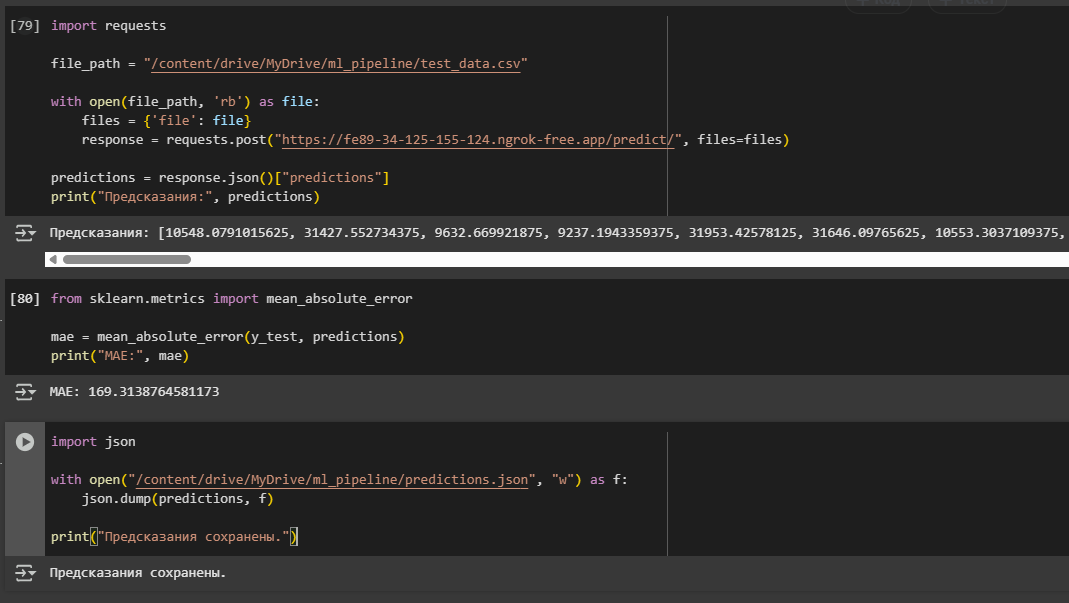 [79] import requests
file_path = "/content/drive/MyDrive/ml_pipeline/test_data.csv"
with open(file_path, 'rb') as file:
files = {'file': file}
response = requests.post("https://fe89-34-125-155-124.ngrok-free.app/predict/", files=files)
predictions = response.json()["predictions"]
print("Предсказания:", predictions)
Предсказания: [10548.0791015625, 31427.552734375, 9632.669921875, 9237.1943359375, 31953.42578125, 31646.09765625, 10553.3037109375,
[80] from sklearn.metrics import mean_absolute_error
mae = mean_absolute_error(y_test, predictions)
print("MAE:", mae)
MAE: 169.3138764581173
import json
with open("/content/drive/MyDrive/ml_pipeline/predictions.json", "w") as f:
json.dump(predictions, f)
print("Предсказания сохранены.")
Предсказания сохранены.